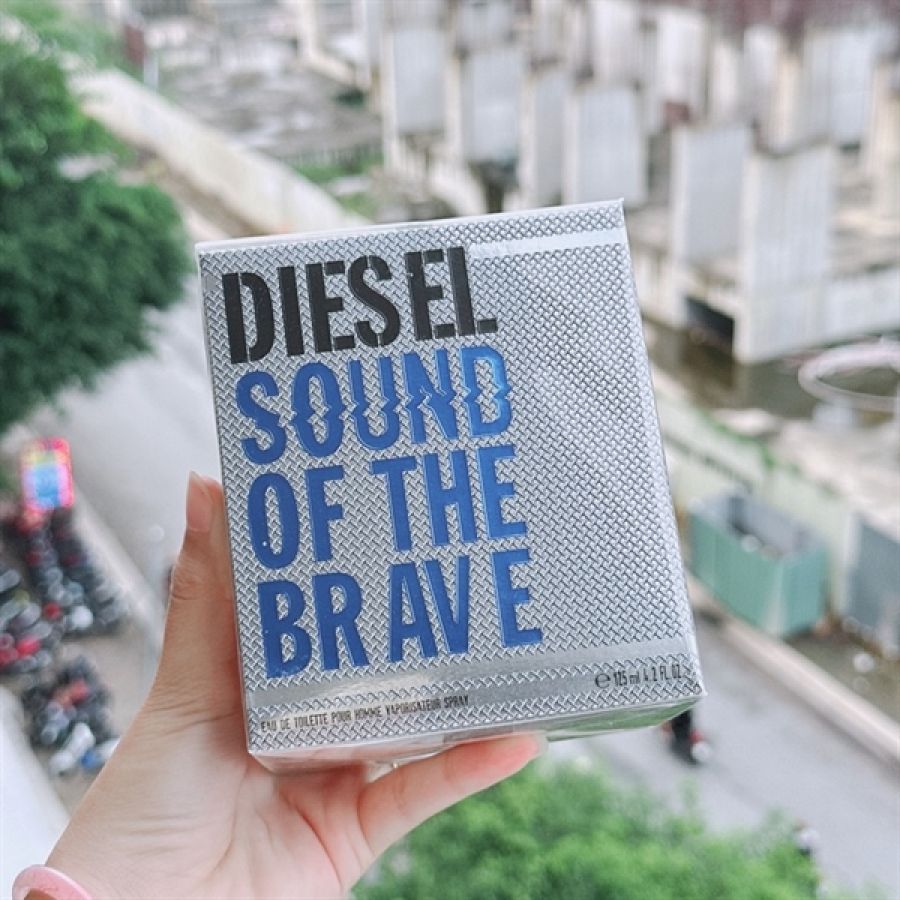 DIESEL
SOUND
OF THE
BRAVE
EAU DE TOILETTE POUR HOMME VAPORISATEUR SPRAY
℮ 125 ml 4.2 FL.OZ.